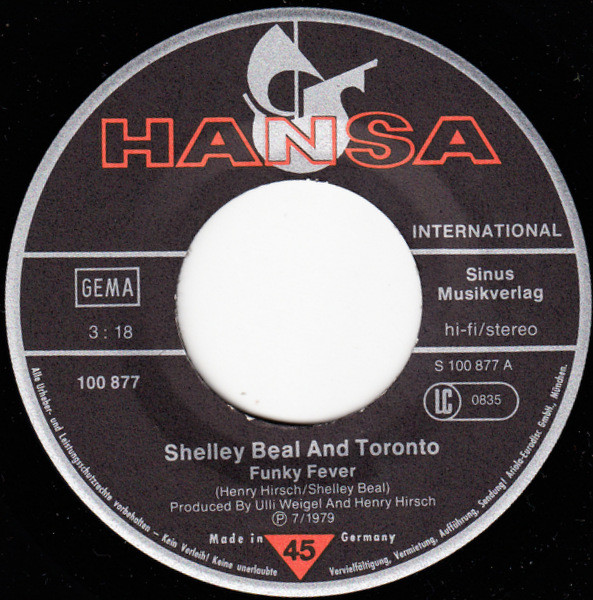 HANSA
INTERNATIONAL
GEMA
Sinus
Musikverlag
3 : 18
hi-fi/stereo
100 877
S 100 877 A
LC 0835
Shelley Beal And Toronto
Funky Fever
(Henry Hirsch/Shelley Beal)
Produced By Ulli Weigel And Henry Hirsch
Ⓟ 7/1979
Made in 45 Germany
Alle Urheber- und Leistungsschutzrechte vorbehalten – Kein Verleih! Keine unerlaubte Vervielfältigung, Vermietung, Aufführung, Sendung! Ariola-Eurodisc GmbH, München.